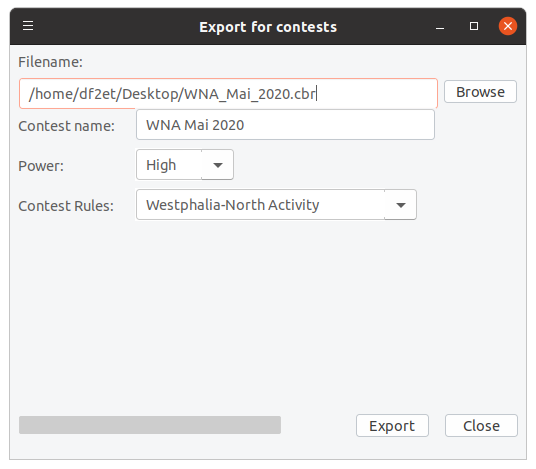 Export for contests
Filename:
/home/df2et/Desktop/WNA_Mai_2020.cbr
Browse
Contest name: WNA Mai 2020
Power: High
Contest Rules: Westphalia-North Activity
Export Close